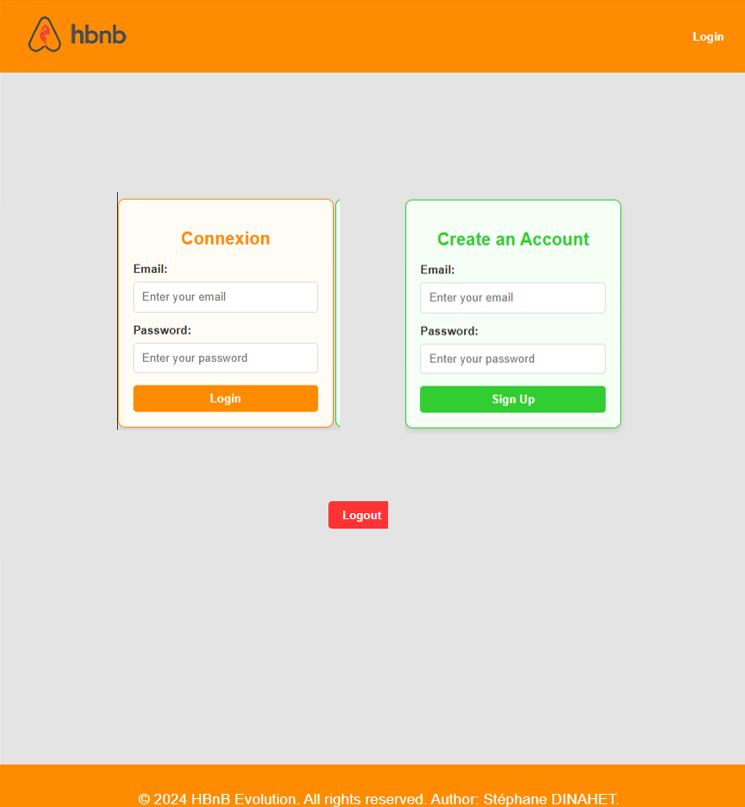 hbnb
Login
Connexion
Email:
Enter your email
Password:
Enter your password
Login
Create an Account
Email:
Enter your email
Password:
Enter your password
Sign Up
Logout
© 2024 HBnB Evolution. All rights reserved. Author: Stéphane DINAHET.